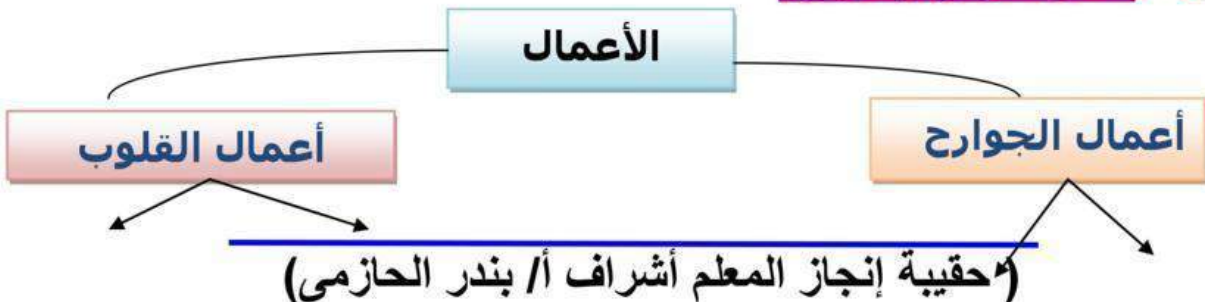 الأعمال
أعمال الجوارح
أعمال القلوب
(حقيبة إنجاز المعلم أشراف أ/ بندر الحازمي)